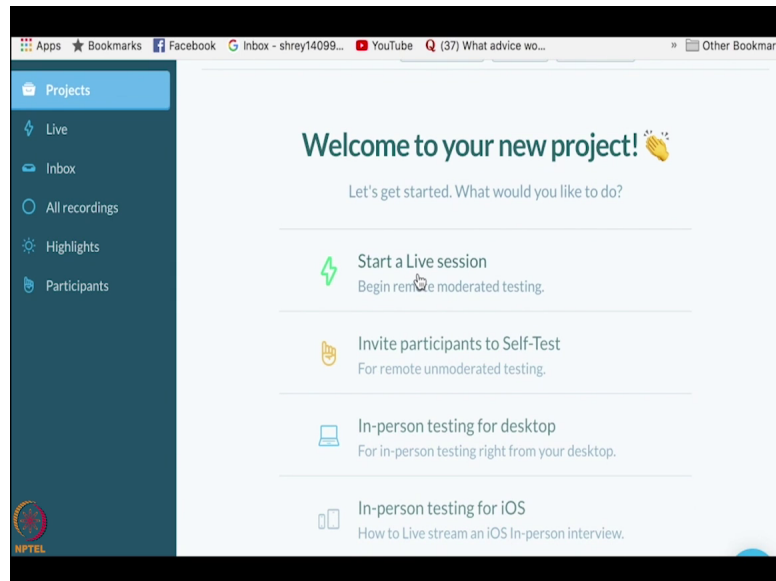 Apps Bookmarks Facebook Inbox - shrey14099... YouTube (37) What advice wo... » Other Bookmar
Projects
Live
Inbox
All recordings
Highlights
Participants
Welcome to your new project! 👏
Let's get started. What would you like to do?
Start a Live session
Begin remote moderated testing.
Invite participants to Self-Test
For remote unmoderated testing.
In-person testing for desktop
For in-person testing right from your desktop.
In-person testing for iOS
How to Live stream an iOS In-person interview.
NPTEL